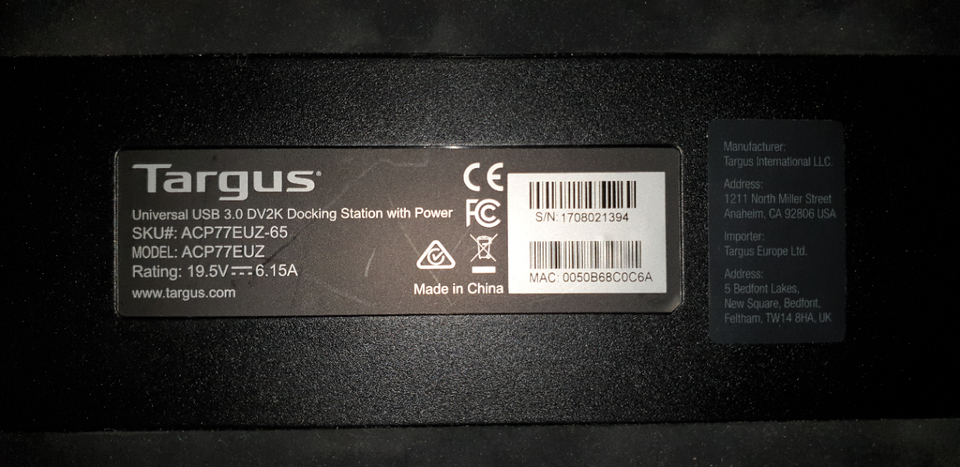 Targus
Universal USB 3.0 DV2K Docking Station with Power
SKU#: ACP77EUZ-65
MODEL: ACP77EUZ
Rating: 19.5V⎓6.15A
www.targus.com
CE
FC
Made in China
S/N: 1708021394
MAC: 0050B68C0C6A
Manufacturer:
Targus International LLC.
Address:
1211 North Miller Street
Anaheim, CA 92806 USA
Importer:
Targus Europe Ltd.
Address:
5 Bedfont Lakes,
New Square, Bedfont,
Feltham, TW14 8HA, UK